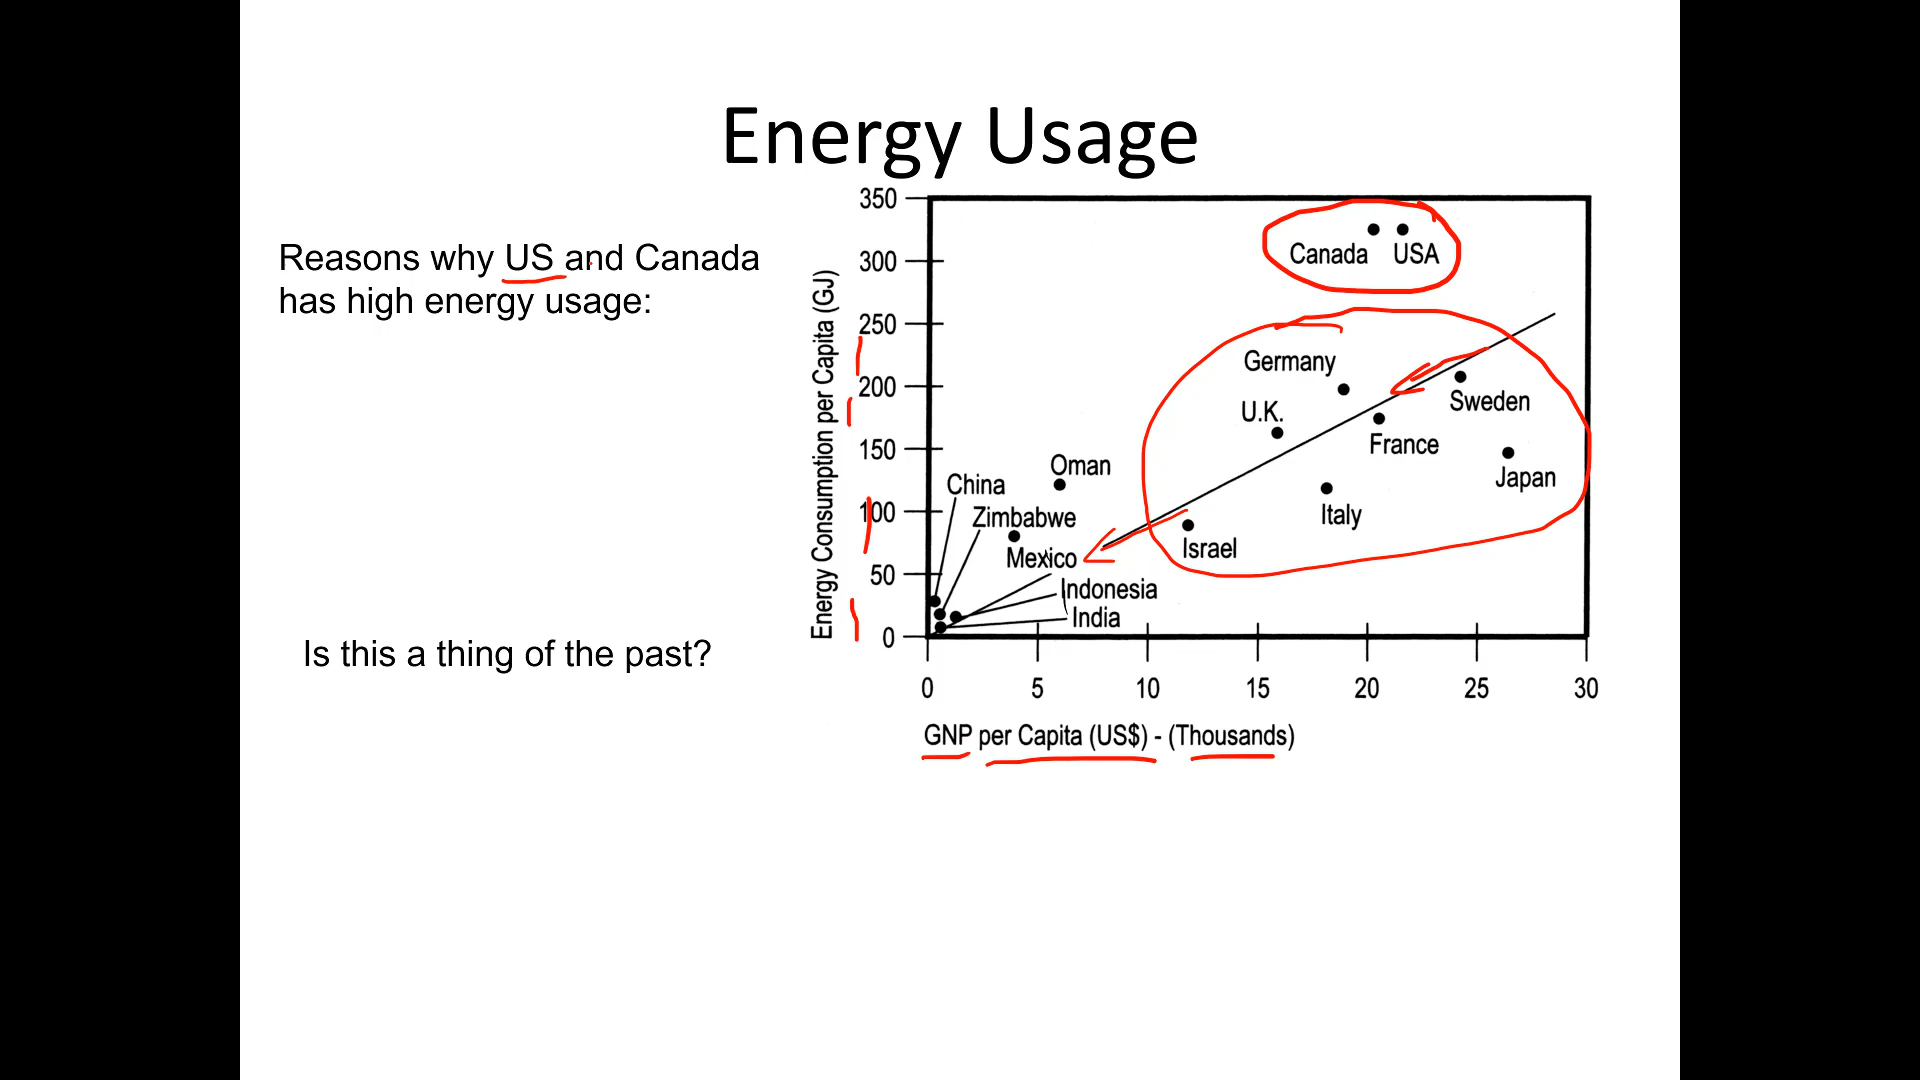 Energy Usage
Reasons why US and Canada
has high energy usage:
Is this a thing of the past?
Energy Consumption per Capita (GJ)
350
300
250
200
150
100
50
0
Canada USA
Germany
U.K.
Sweden
France
Japan
Italy
Israel
Oman
China
Zimbabwe
Mexico
Indonesia
India
0 5 10 15 20 25 30
GNP per Capita (US$) - (Thousands)